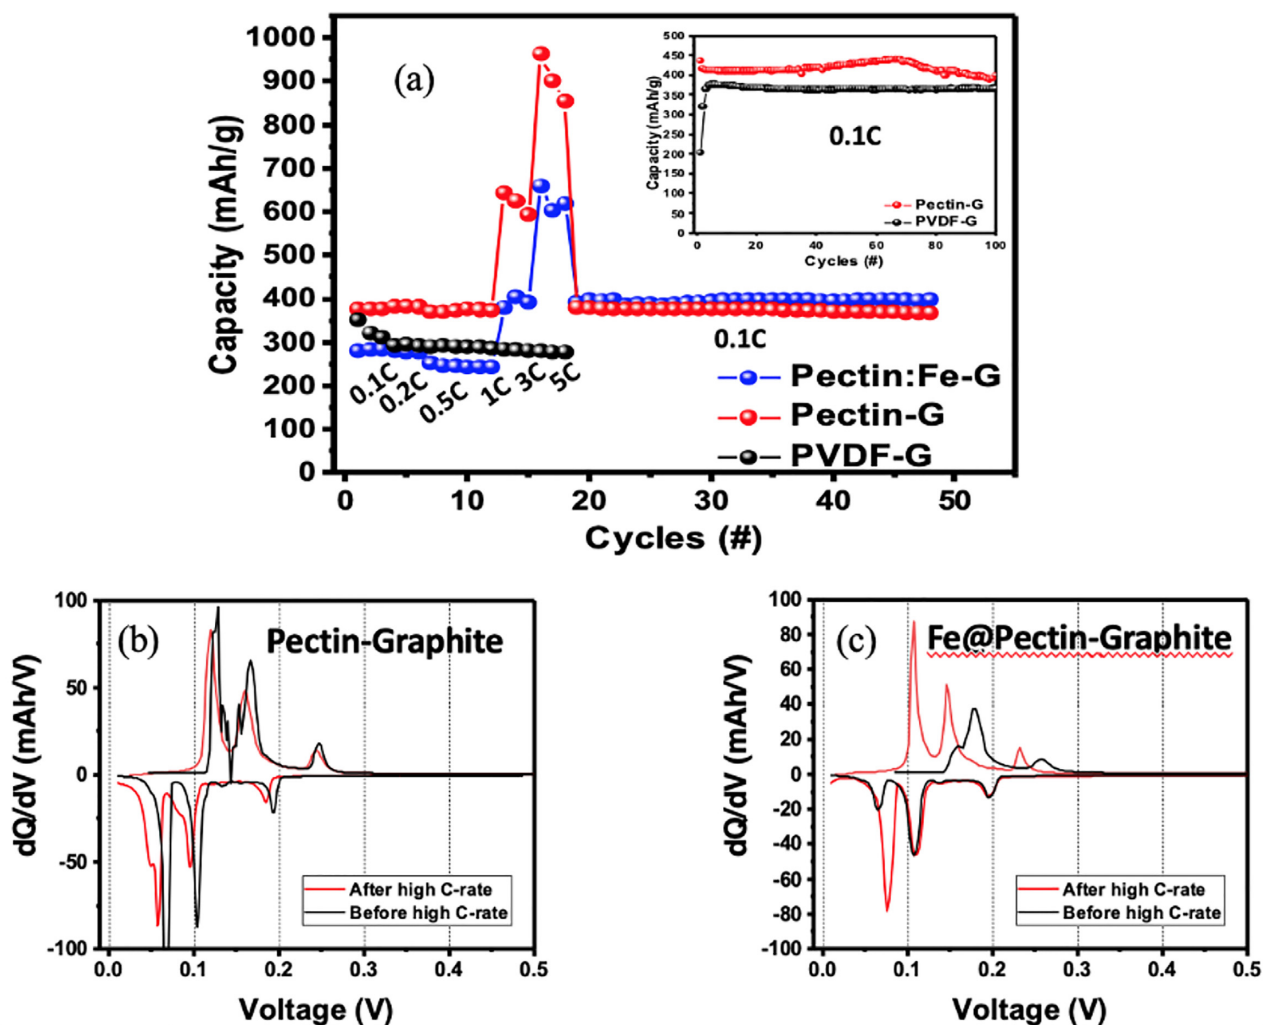 (a)
Capacity (mAh/g)
1000
900
800
700
600
500
400
300
200
100
0
0.1C
0.2C
0.5C
1C
3C
5C
0.1C
Pectin:Fe-G
Pectin-G
PVDF-G
0 10 20 30 40 50
Cycles (#)
Capacity (mAh/g)
500
450
400
350
300
250
200
150
100
50
0
0.1C
Pectin-G
PVDF-G
0 20 40 60 80 100
Cycles (#)
(b)
Pectin-Graphite
dQ/dV (mAh/V)
100
50
0
-50
-100
After high C-rate
Before high C-rate
0.0 0.1 0.2 0.3 0.4 0.5
Voltage (V)
(c)
Fe@Pectin-Graphite
dQ/dV (mAh/V)
100
80
60
40
20
0
-20
-40
-60
-80
-100
After high C-rate
Before high C-rate
0.0 0.1 0.2 0.3 0.4 0.5
Voltage (V)